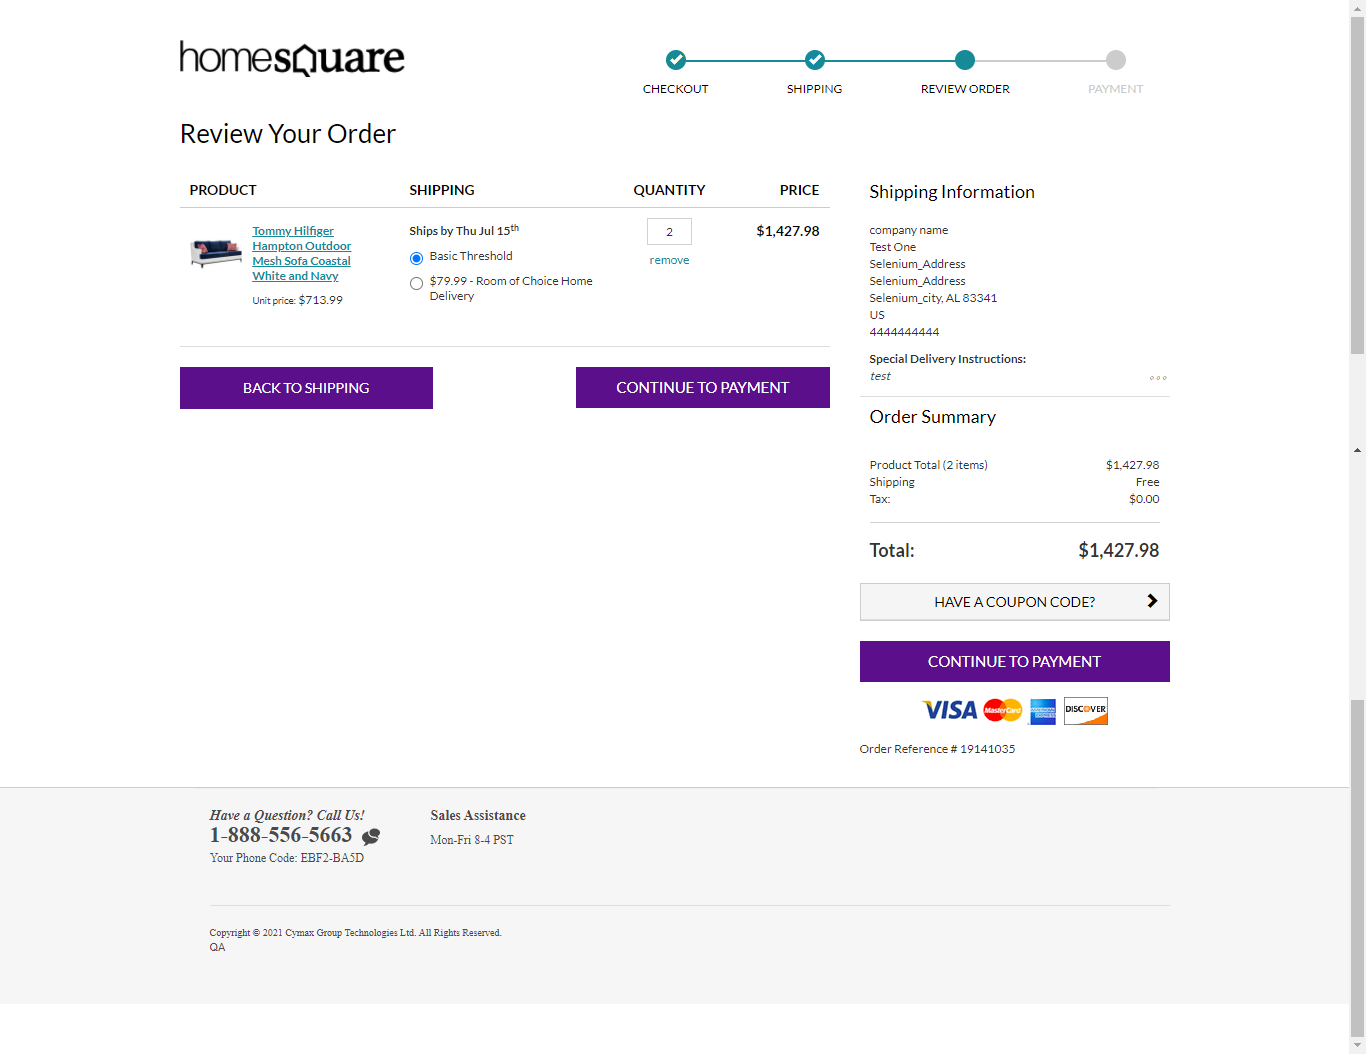 homesquare
CHECKOUT
SHIPPING
REVIEW ORDER
PAYMENT
Review Your Order
PRODUCT
SHIPPING
QUANTITY
PRICE
Tommy Hilfiger
Hampton Outdoor
Mesh Sofa Coastal
White and Navy
Unit price: $713.99
Ships by Thu Jul 15th
Basic Threshold
$79.99 - Room of Choice Home
Delivery
2
remove
$1,427.98
BACK TO SHIPPING
CONTINUE TO PAYMENT
Shipping Information
company name
Test One
Selenium_Address
Selenium_Address
Selenium_city, AL 83341
US
4444444444
Special Delivery Instructions:
test
Order Summary
Product Total (2 items) $1,427.98
Shipping Free
Tax: $0.00
Total: $1,427.98
HAVE A COUPON CODE?
CONTINUE TO PAYMENT
VISA MasterCard AMERICAN EXPRESS DISCOVER
Order Reference # 19141035
Have a Question? Call Us!
1-888-556-5663
Your Phone Code: EBF2-BA5D
Sales Assistance
Mon-Fri 8-4 PST
Copyright © 2021 Cymax Group Technologies Ltd. All Rights Reserved.
QA